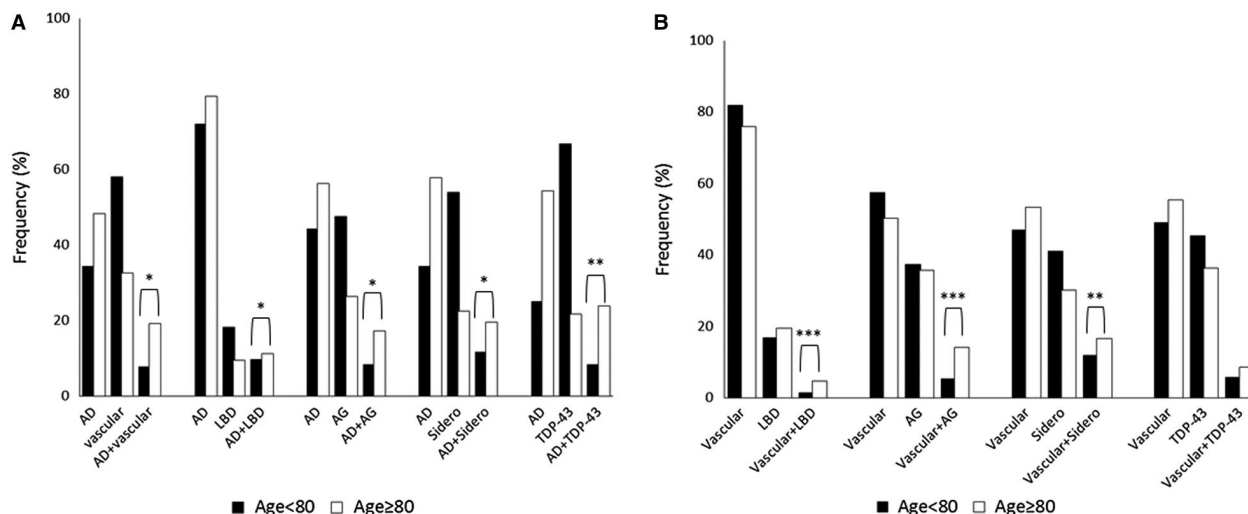 A
Frequency (%)
100
80
60
40
20
0
* * * * **
AD vascular AD+vascular AD LBD AD+LBD AD AG AD+AG AD Sidero AD+Sidero AD TDP-43 AD+TDP-43
Age<80 Age≥80
B
Frequency (%)
100
80
60
40
20
0
*** *** **
Vascular LBD Vascular+LBD Vascular AG Vascular+AG Vascular Sidero Vascular+Sidero Vascular TDP-43 Vascular+TDP-43
Age<80 Age≥80